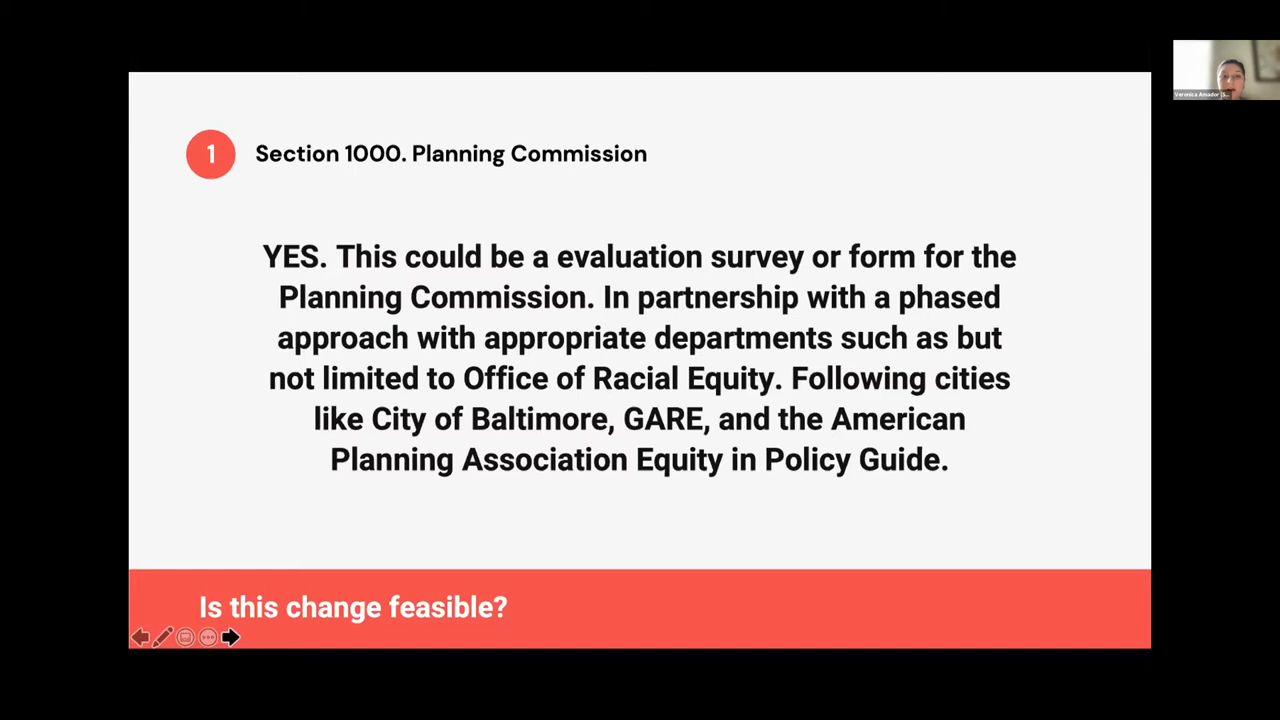 Verenica Amador (S...
1 Section 1000. Planning Commission
YES. This could be a evaluation survey or form for the
Planning Commission. In partnership with a phased
approach with appropriate departments such as but
not limited to Office of Racial Equity. Following cities
like City of Baltimore, GARE, and the American
Planning Association Equity in Policy Guide.
Is this change feasible?